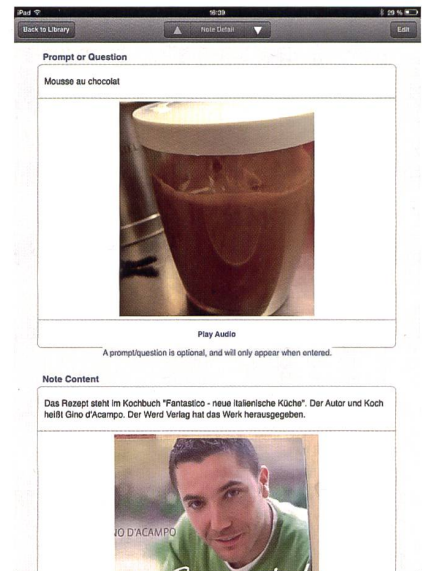 iPad
16:39
29 %
Back to Library
Note Detail
Edit
Prompt or Question
Mousse au chocolat
Play Audio
A prompt/question is optional, and will only appear when entered.
Note Content
Das Rezept steht im Kochbuch "Fantastico - neue italienische Küche". Der Autor und Koch
heißt Gino d'Acampo. Der Werd Verlag hat das Werk herausgegeben.
NO D'ACAMPO